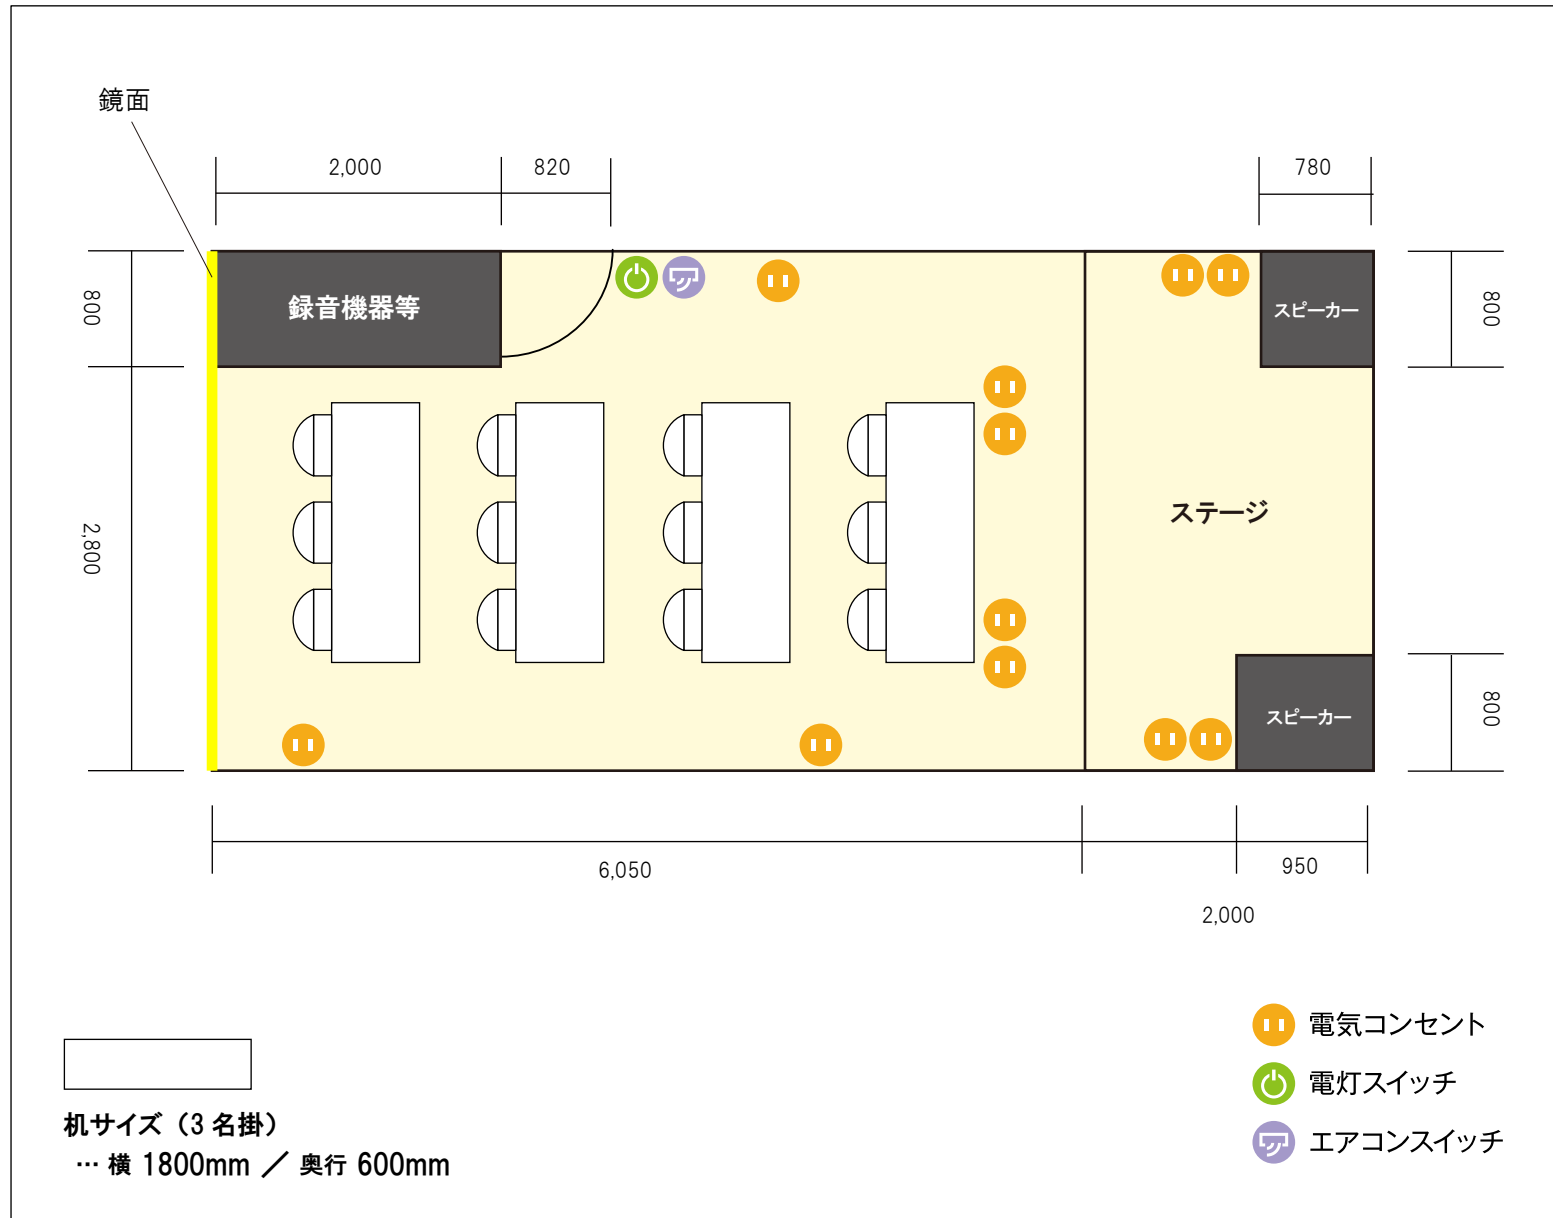 鏡面
2,000
820
780
800
録音機器等
スピーカー
800
2,800
ステージ
スピーカー
800
6,050
950
2,000
電気コンセント
電灯スイッチ
エアコンスイッチ
机サイズ（3 名掛）
… 横 1800mm ／ 奥行 600mm